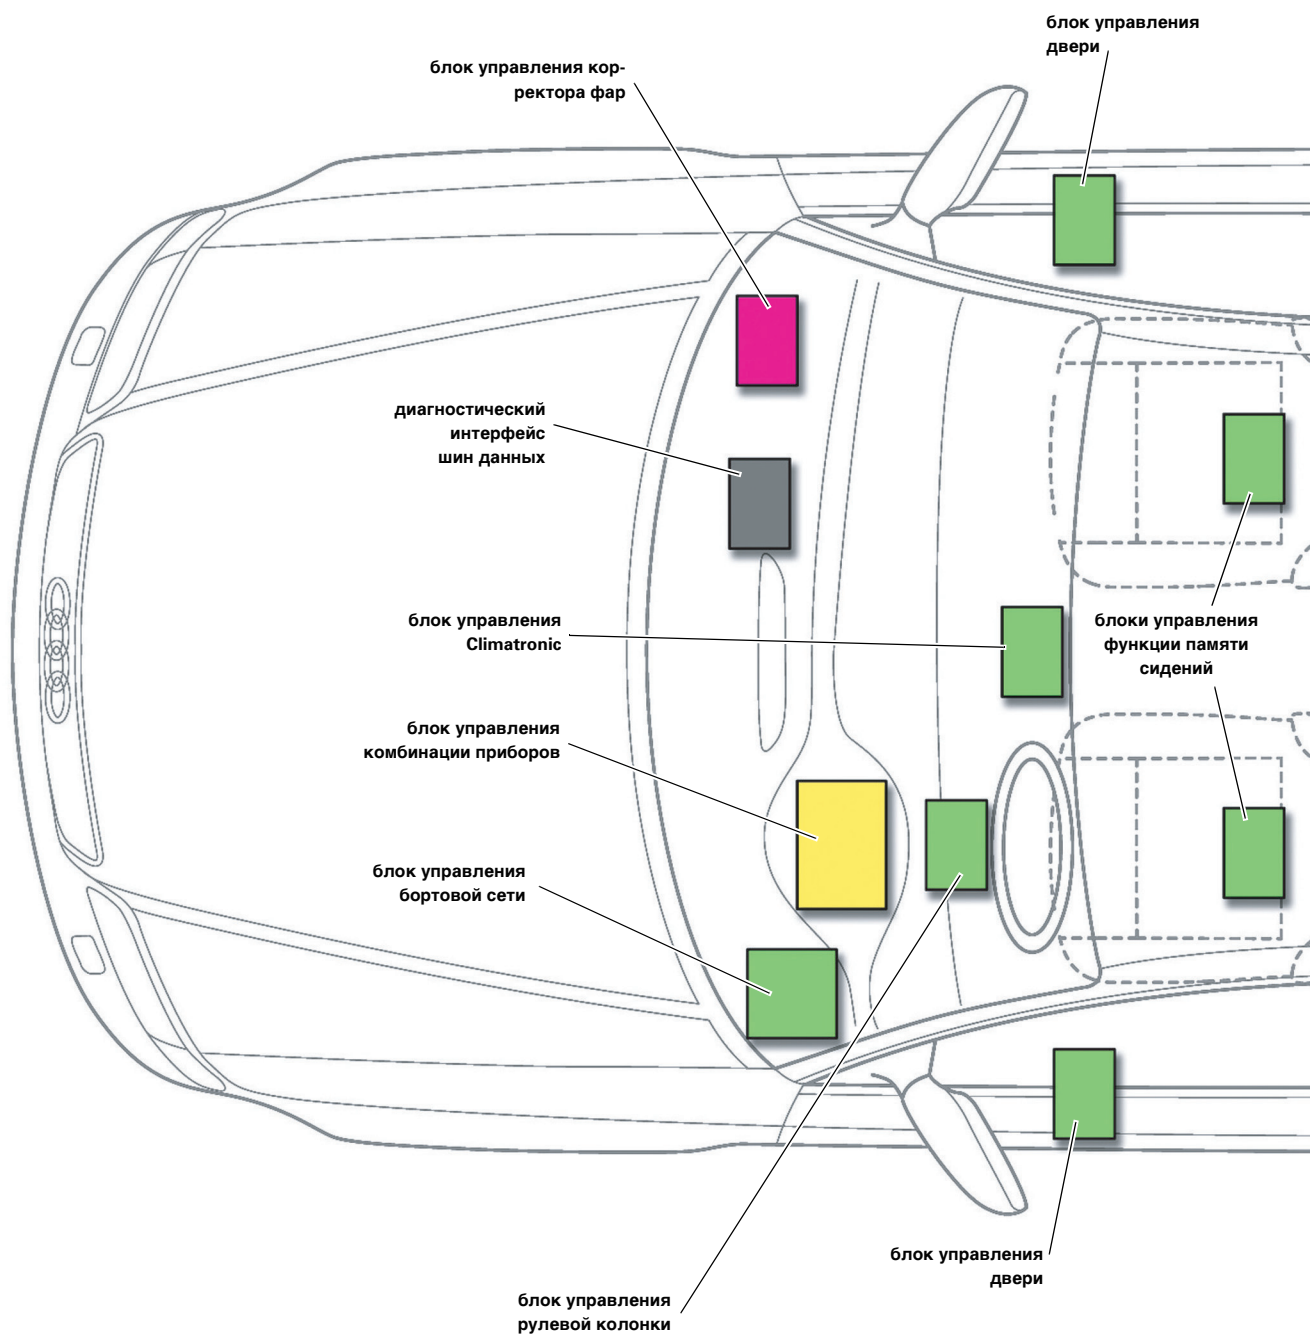 блок управления
двери
блок управления кор-
ректора фар
диагностический
интерфейс
шин данных
блок управления
Climatronic
блоки управления
функции памяти
сидений
блок управления
комбинации приборов
блок управления
бортовой сети
блок управления
двери
блок управления
рулевой колонки